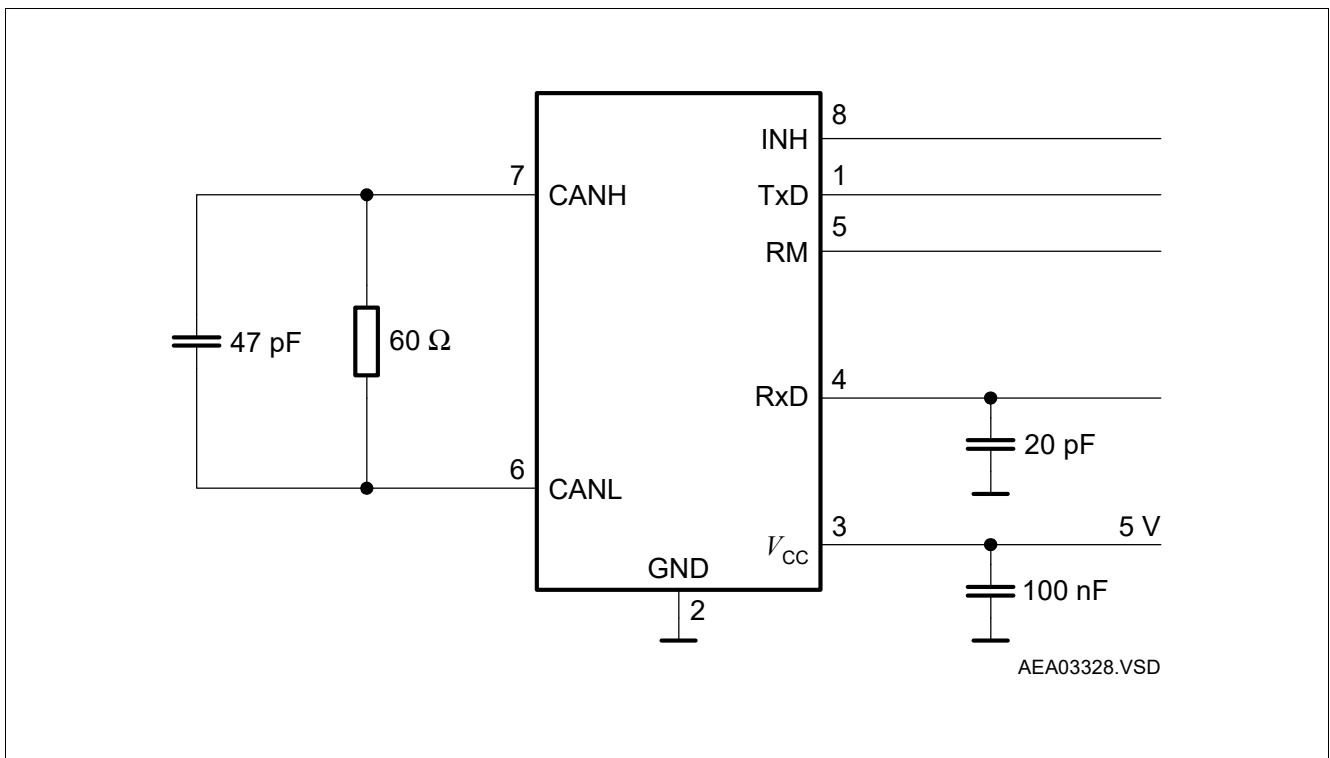 8
INH
7
1
CANH
TxD
5
RM
47 pF
60 Ω
4
RxD
20 pF
6
CANL
3
5 V
VCC
GND
2
100 nF
AEA03328.VSD